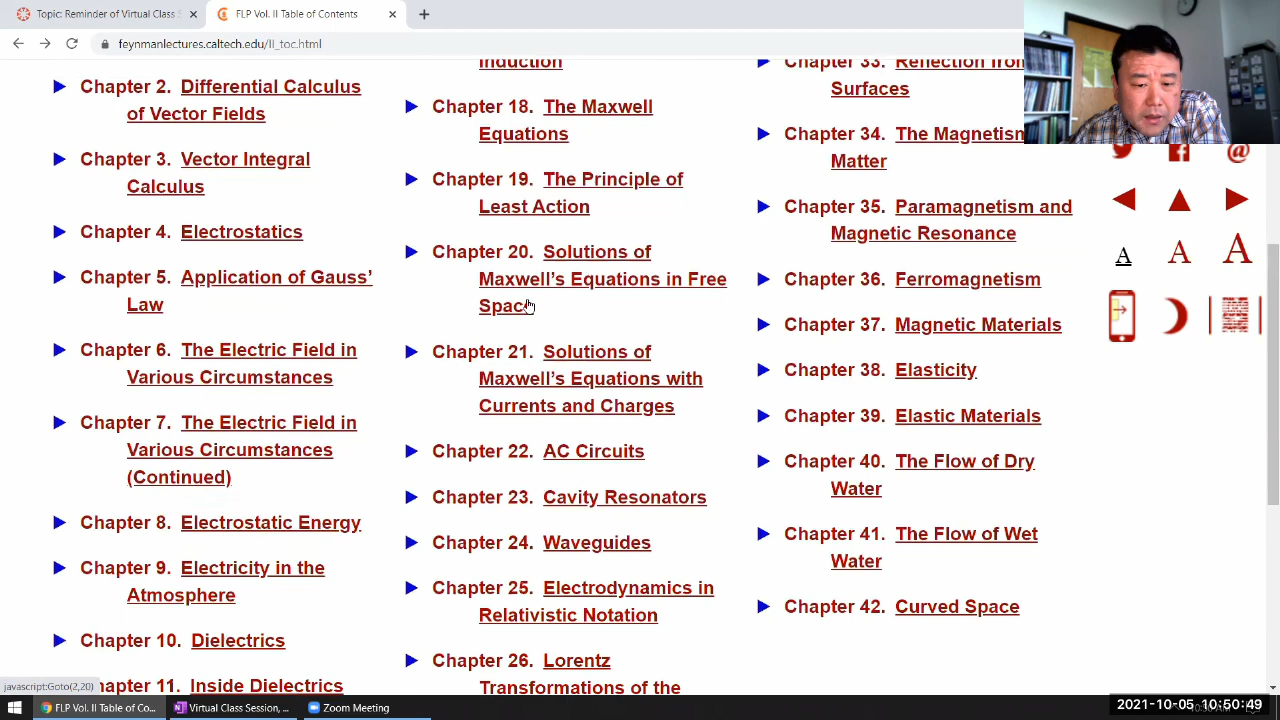 Topic: Reminder of Virtual Class S
FLP Vol. II Table of Contents
feynmanlectures.caltech.edu/II_toc.html
Chapter 2. Differential Calculus
of Vector Fields
Chapter 3. Vector Integral
Calculus
Chapter 4. Electrostatics
Chapter 5. Application of Gauss’
Law
Chapter 6. The Electric Field in
Various Circumstances
Chapter 7. The Electric Field in
Various Circumstances
(Continued)
Chapter 8. Electrostatic Energy
Chapter 9. Electricity in the
Atmosphere
Chapter 10. Dielectrics
hapter 11. Inside Dielectrics
Induction
Chapter 18. The Maxwell
Equations
Chapter 19. The Principle of
Least Action
Chapter 20. Solutions of
Maxwell’s Equations in Free
Space
Chapter 21. Solutions of
Maxwell’s Equations with
Currents and Charges
Chapter 22. AC Circuits
Chapter 23. Cavity Resonators
Chapter 24. Waveguides
Chapter 25. Electrodynamics in
Relativistic Notation
Chapter 26. Lorentz
Transformations of the
Chapter 33. Reflection from
Surfaces
Chapter 34. The Magnetism
Matter
Chapter 35. Paramagnetism and
Magnetic Resonance
Chapter 36. Ferromagnetism
Chapter 37. Magnetic Materials
Chapter 38. Elasticity
Chapter 39. Elastic Materials
Chapter 40. The Flow of Dry
Water
Chapter 41. The Flow of Wet
Water
Chapter 42. Curved Space
@
A A A
javascript:Goto(2,20)
FLP Vol. II Table of Co...
Virtual Class Session, ...
Zoom Meeting
2021-10-05 10:50:49